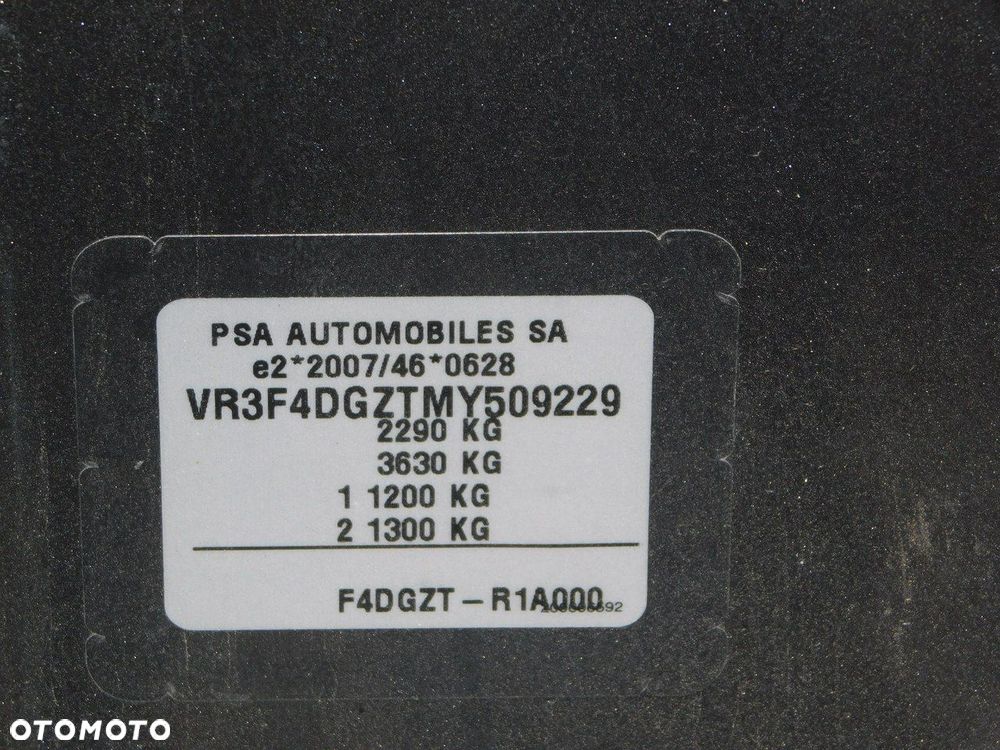 PSA AUTOMOBILES SA
e2*2007/46*0628
VR3F4DGZTMY509229
2290 KG
3630 KG
1 1200 KG
2 1300 KG
F4DGZT - R1A000
OTOMOTO